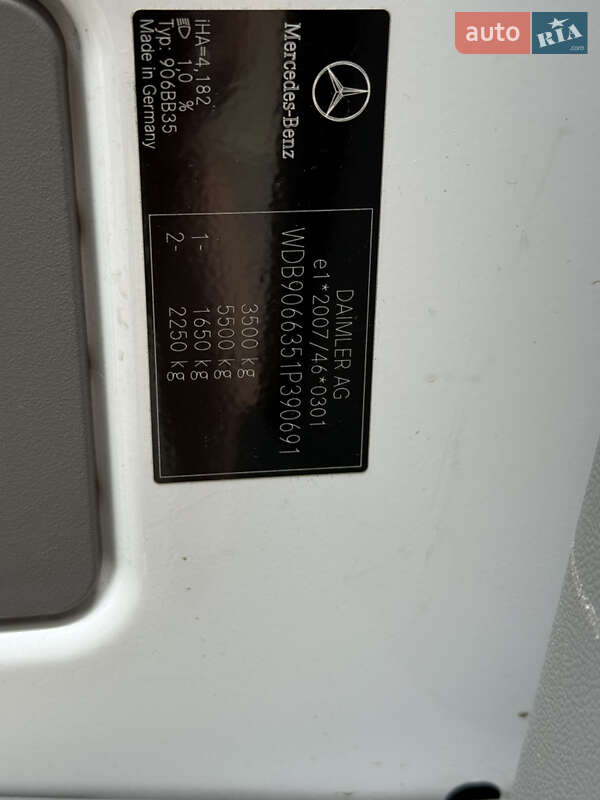 auto RIA
.com
Mercedes-Benz
DAIMLER AG
e1*2007/46*0301
WDB9066351P390691
3500 kg
5500 kg
1- 1650 kg
2- 2250 kg
iHA=4,182
1,0 %
Typ: 906BB35
Made in Germany